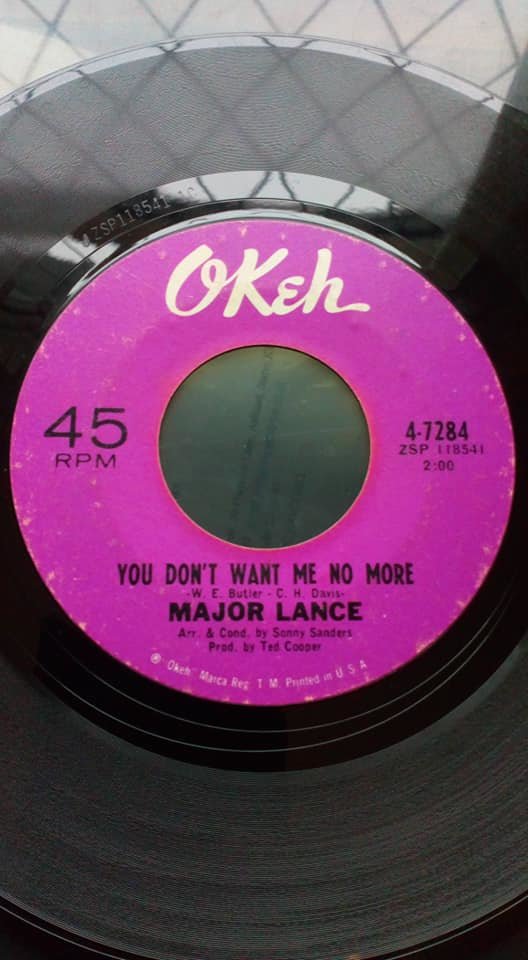 ZSP118541 1C
OKeh
45
RPM
4-7284
ZSP 118541
2:00
YOU DON'T WANT ME NO MORE
-W. E. Butler - C. H. Davis-
MAJOR LANCE
Arr. & Cond. by Sonny Sanders
Prod. by Ted Cooper
® "Okeh" Marca Reg. T. M. Printed in U S A